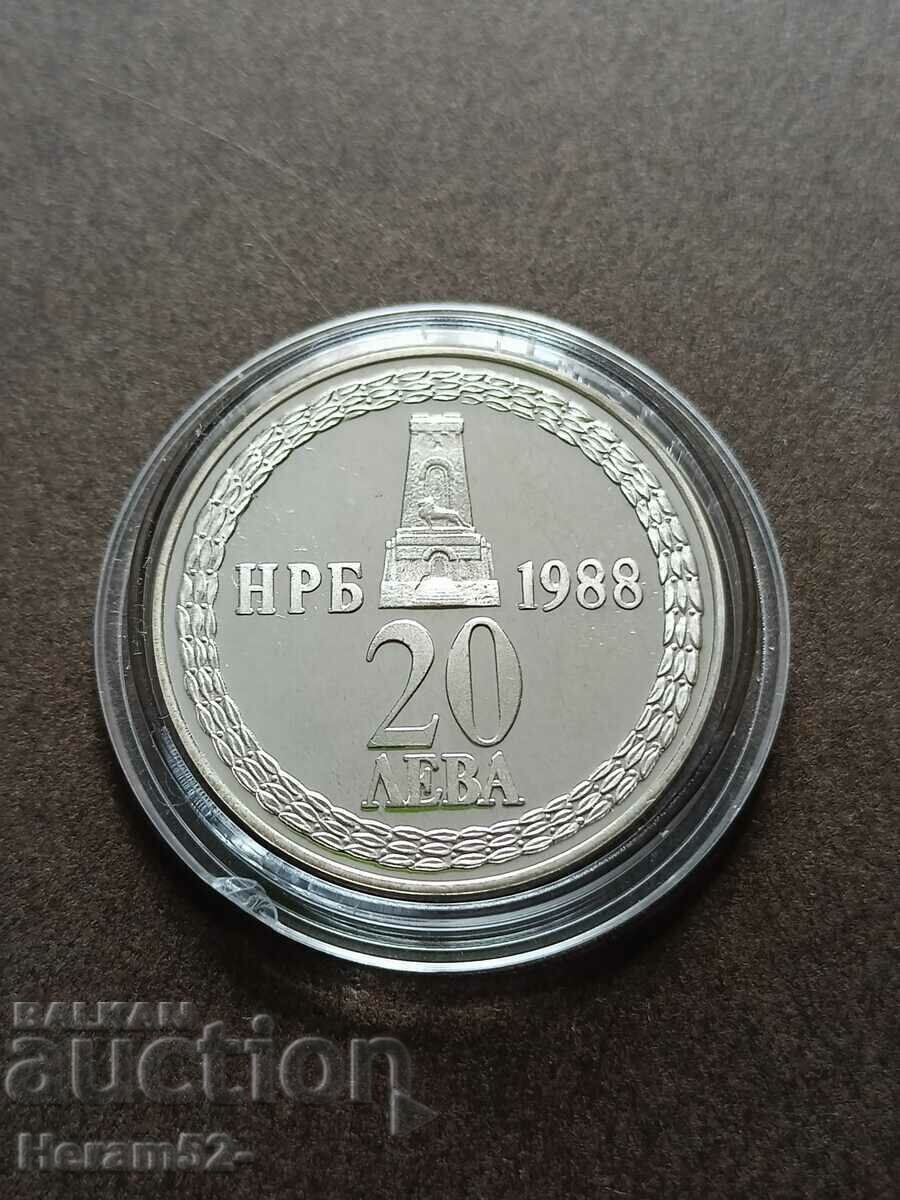 НРБ 1988
20
ЛЕВА
BALKAN
auction
Heram52-